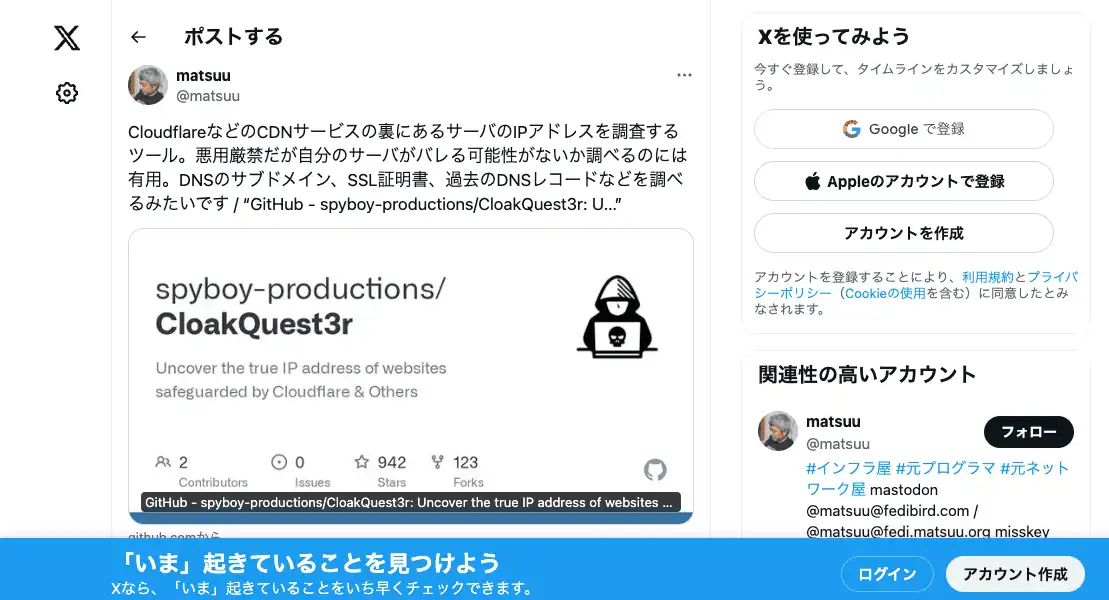 ポストする
matsuu
@matsuu
CloudflareなどのCDNサービスの裏にあるサーバのIPアドレスを調査する
ツール。悪用厳禁だが自分のサーバがバレる可能性がないか調べるのには
有用。DNSのサブドメイン、SSL証明書、過去のDNSレコードなどを調べ
るみたいです / “GitHub - spyboy-productions/CloakQuest3r: U...”
spyboy-productions/
CloakQuest3r
Uncover the true IP address of websites
safeguarded by Cloudflare & Others
2
Contributors
0
Issues
942
Stars
123
Forks
GitHub - spyboy-productions/CloakQuest3r: Uncover the true IP address of websites ...
github.comから
Xを使ってみよう
今すぐ登録して、タイムラインをカスタマイズしましょ
う。
Google で登録
Appleのアカウントで登録
アカウントを作成
アカウントを登録することにより、利用規約とプライバ
シーポリシー（Cookieの使用を含む）に同意したとみ
なされます。
関連性の高いアカウント
matsuu
@matsuu
フォロー
#インフラ屋 #元プログラマ #元ネット
ワーク屋 mastodon
@matsuu@fedibird.com /
@matsuu@fedi.matsuu.org misskey
「いま」起きていることを見つけよう
Xなら、「いま」起きていることをいち早くチェックできます。
ログイン
アカウント作成